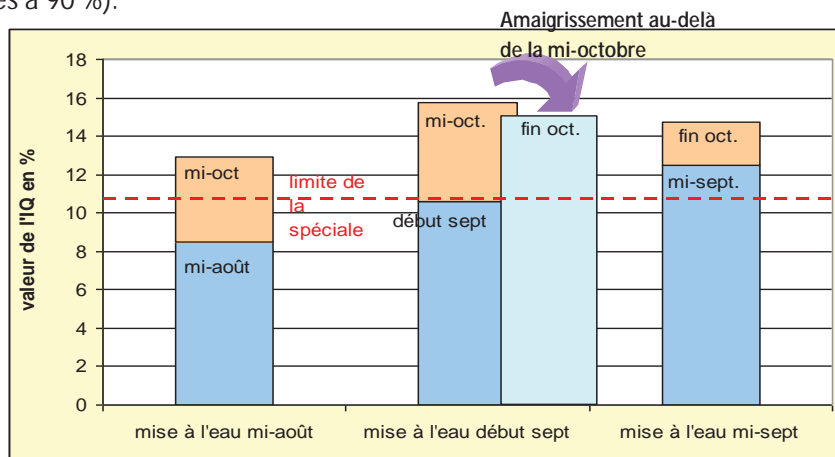 es à 90 %).
Amaigrissement au-delà
de la mi-octobre
valeur de l'IQ en %
18
16
14
12
10
8
6
4
2
0
mi-oct
mi-août
limite de
la
spéciale
mi-oct.
début sept
fin oct.
fin oct.
mi-sept.
mise à l'eau mi-août
mise à l'eau début sept
mise à l'eau mi-sept